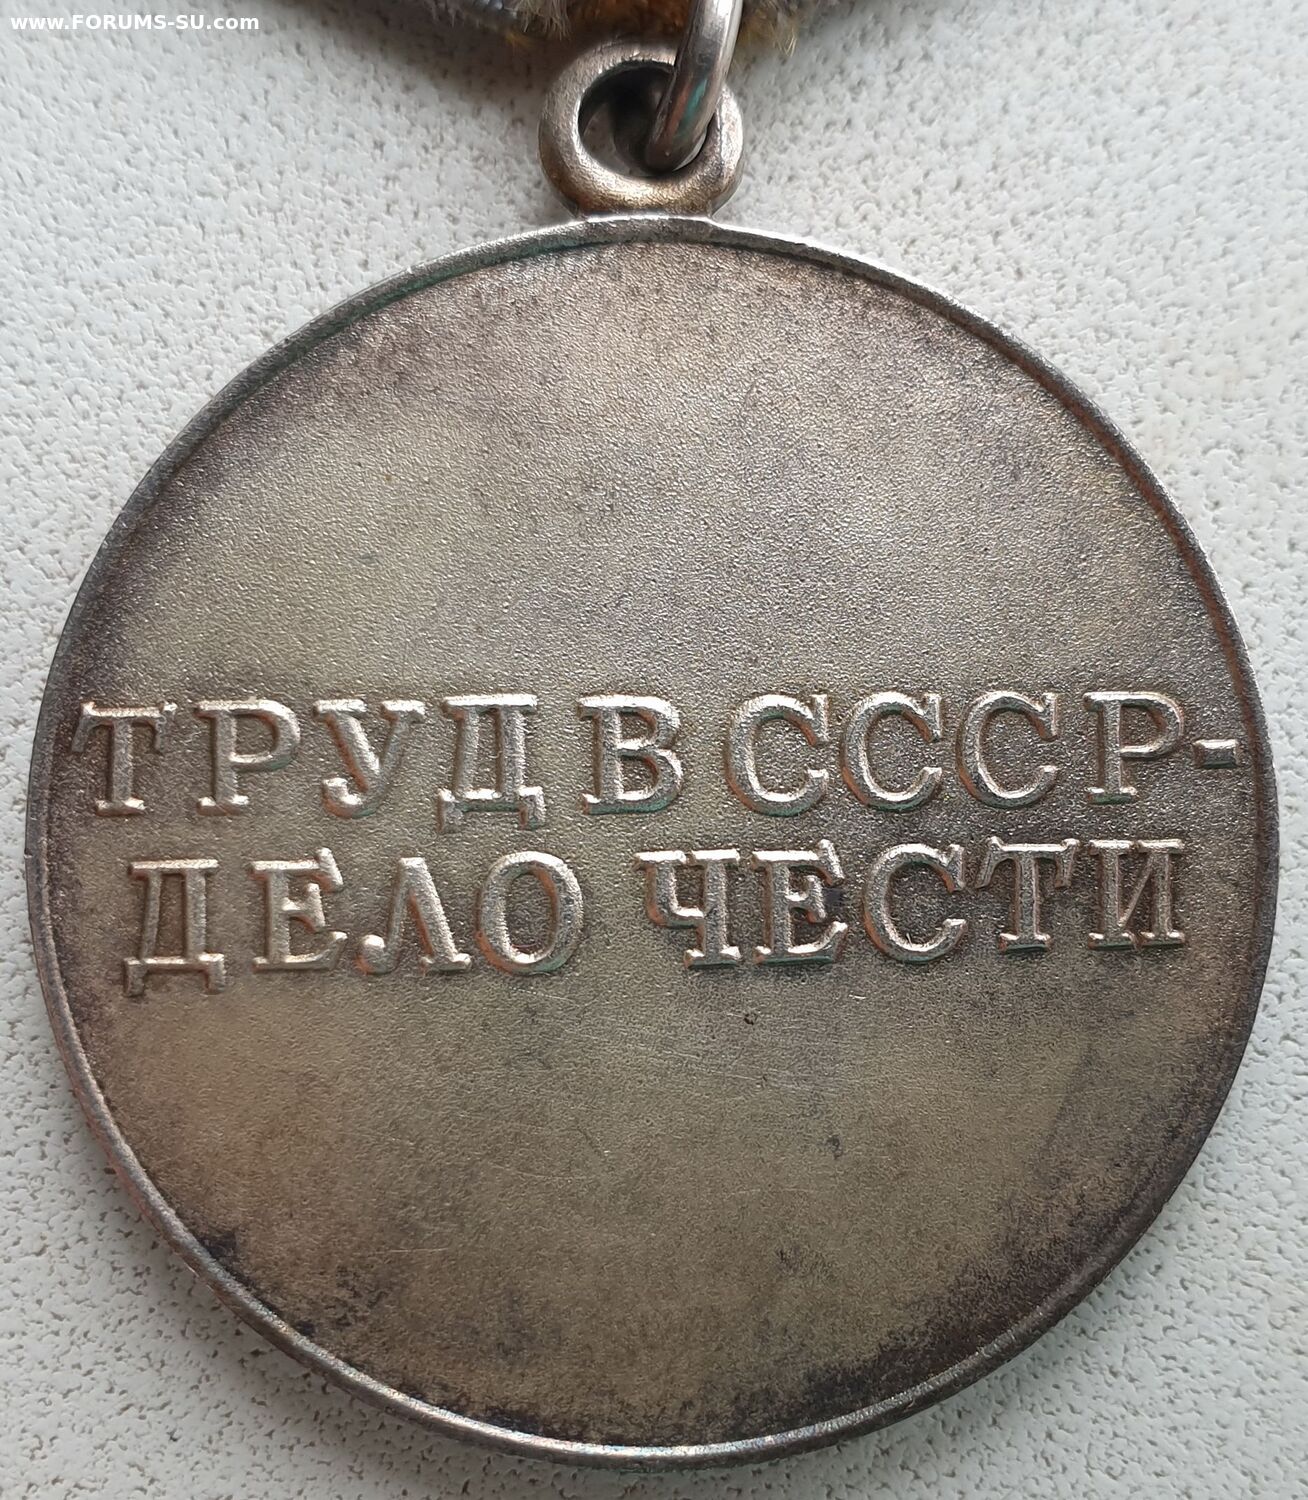 www.FORUMS-SU.com
ТРУД В СССР-
ДЕЛО ЧЕСТИ